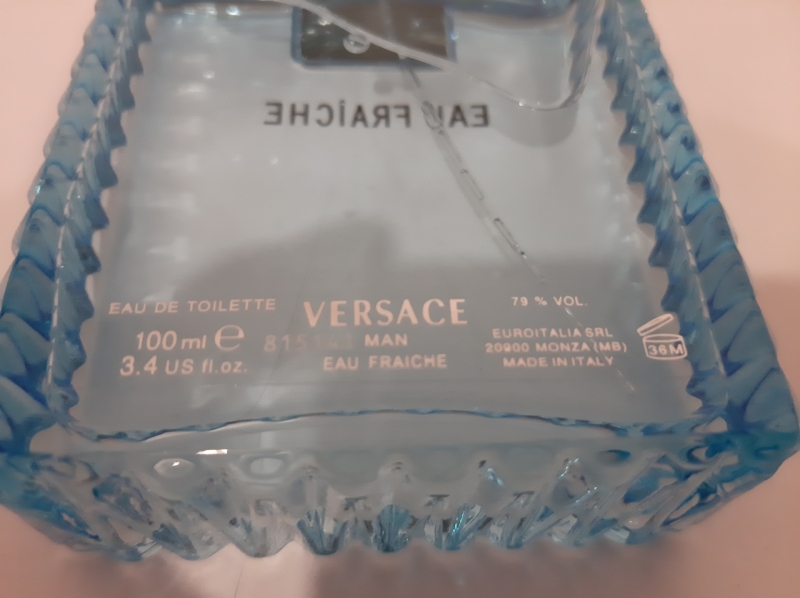 EAU FRAÎCHE
EAU DE TOILETTE
100 ml e
3.4 US fl.oz.
VERSACE
MAN
EAU FRAICHE
79 % VOL.
EUROITALIA SRL
20900 MONZA (MB)
MADE IN ITALY
36M